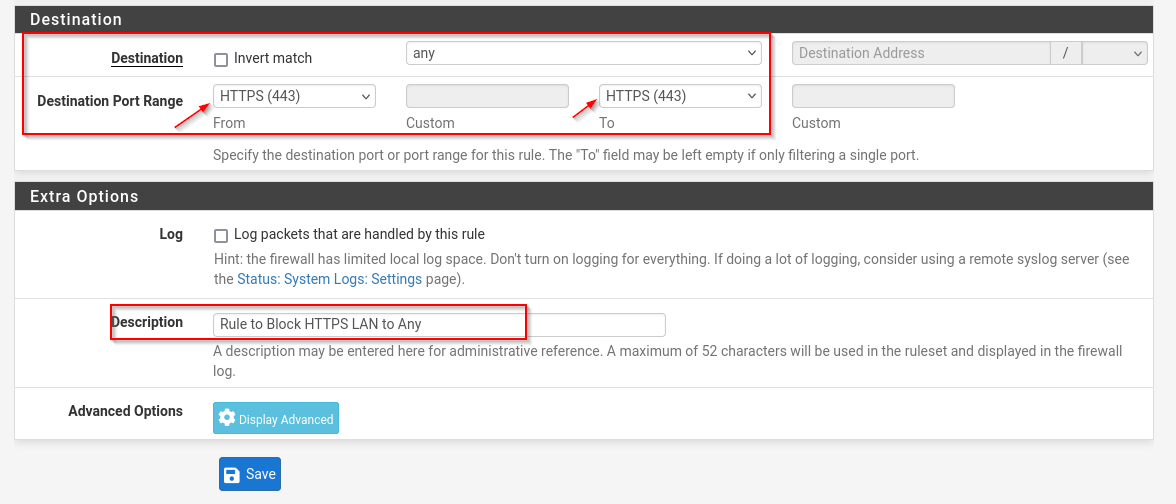 Destination
Destination Invert match any Destination Address /
Destination Port Range HTTPS (443) HTTPS (443)
From Custom To Custom
Specify the destination port or port range for this rule. The "To" field may be left empty if only filtering a single port.
Extra Options
Log Log packets that are handled by this rule
Hint: the firewall has limited local log space. Don't turn on logging for everything. If doing a lot of logging, consider using a remote syslog server (see
the Status: System Logs: Settings page).
Description Rule to Block HTTPS LAN to Any
A description may be entered here for administrative reference. A maximum of 52 characters will be used in the ruleset and displayed in the firewall
log.
Advanced Options Display Advanced
Save